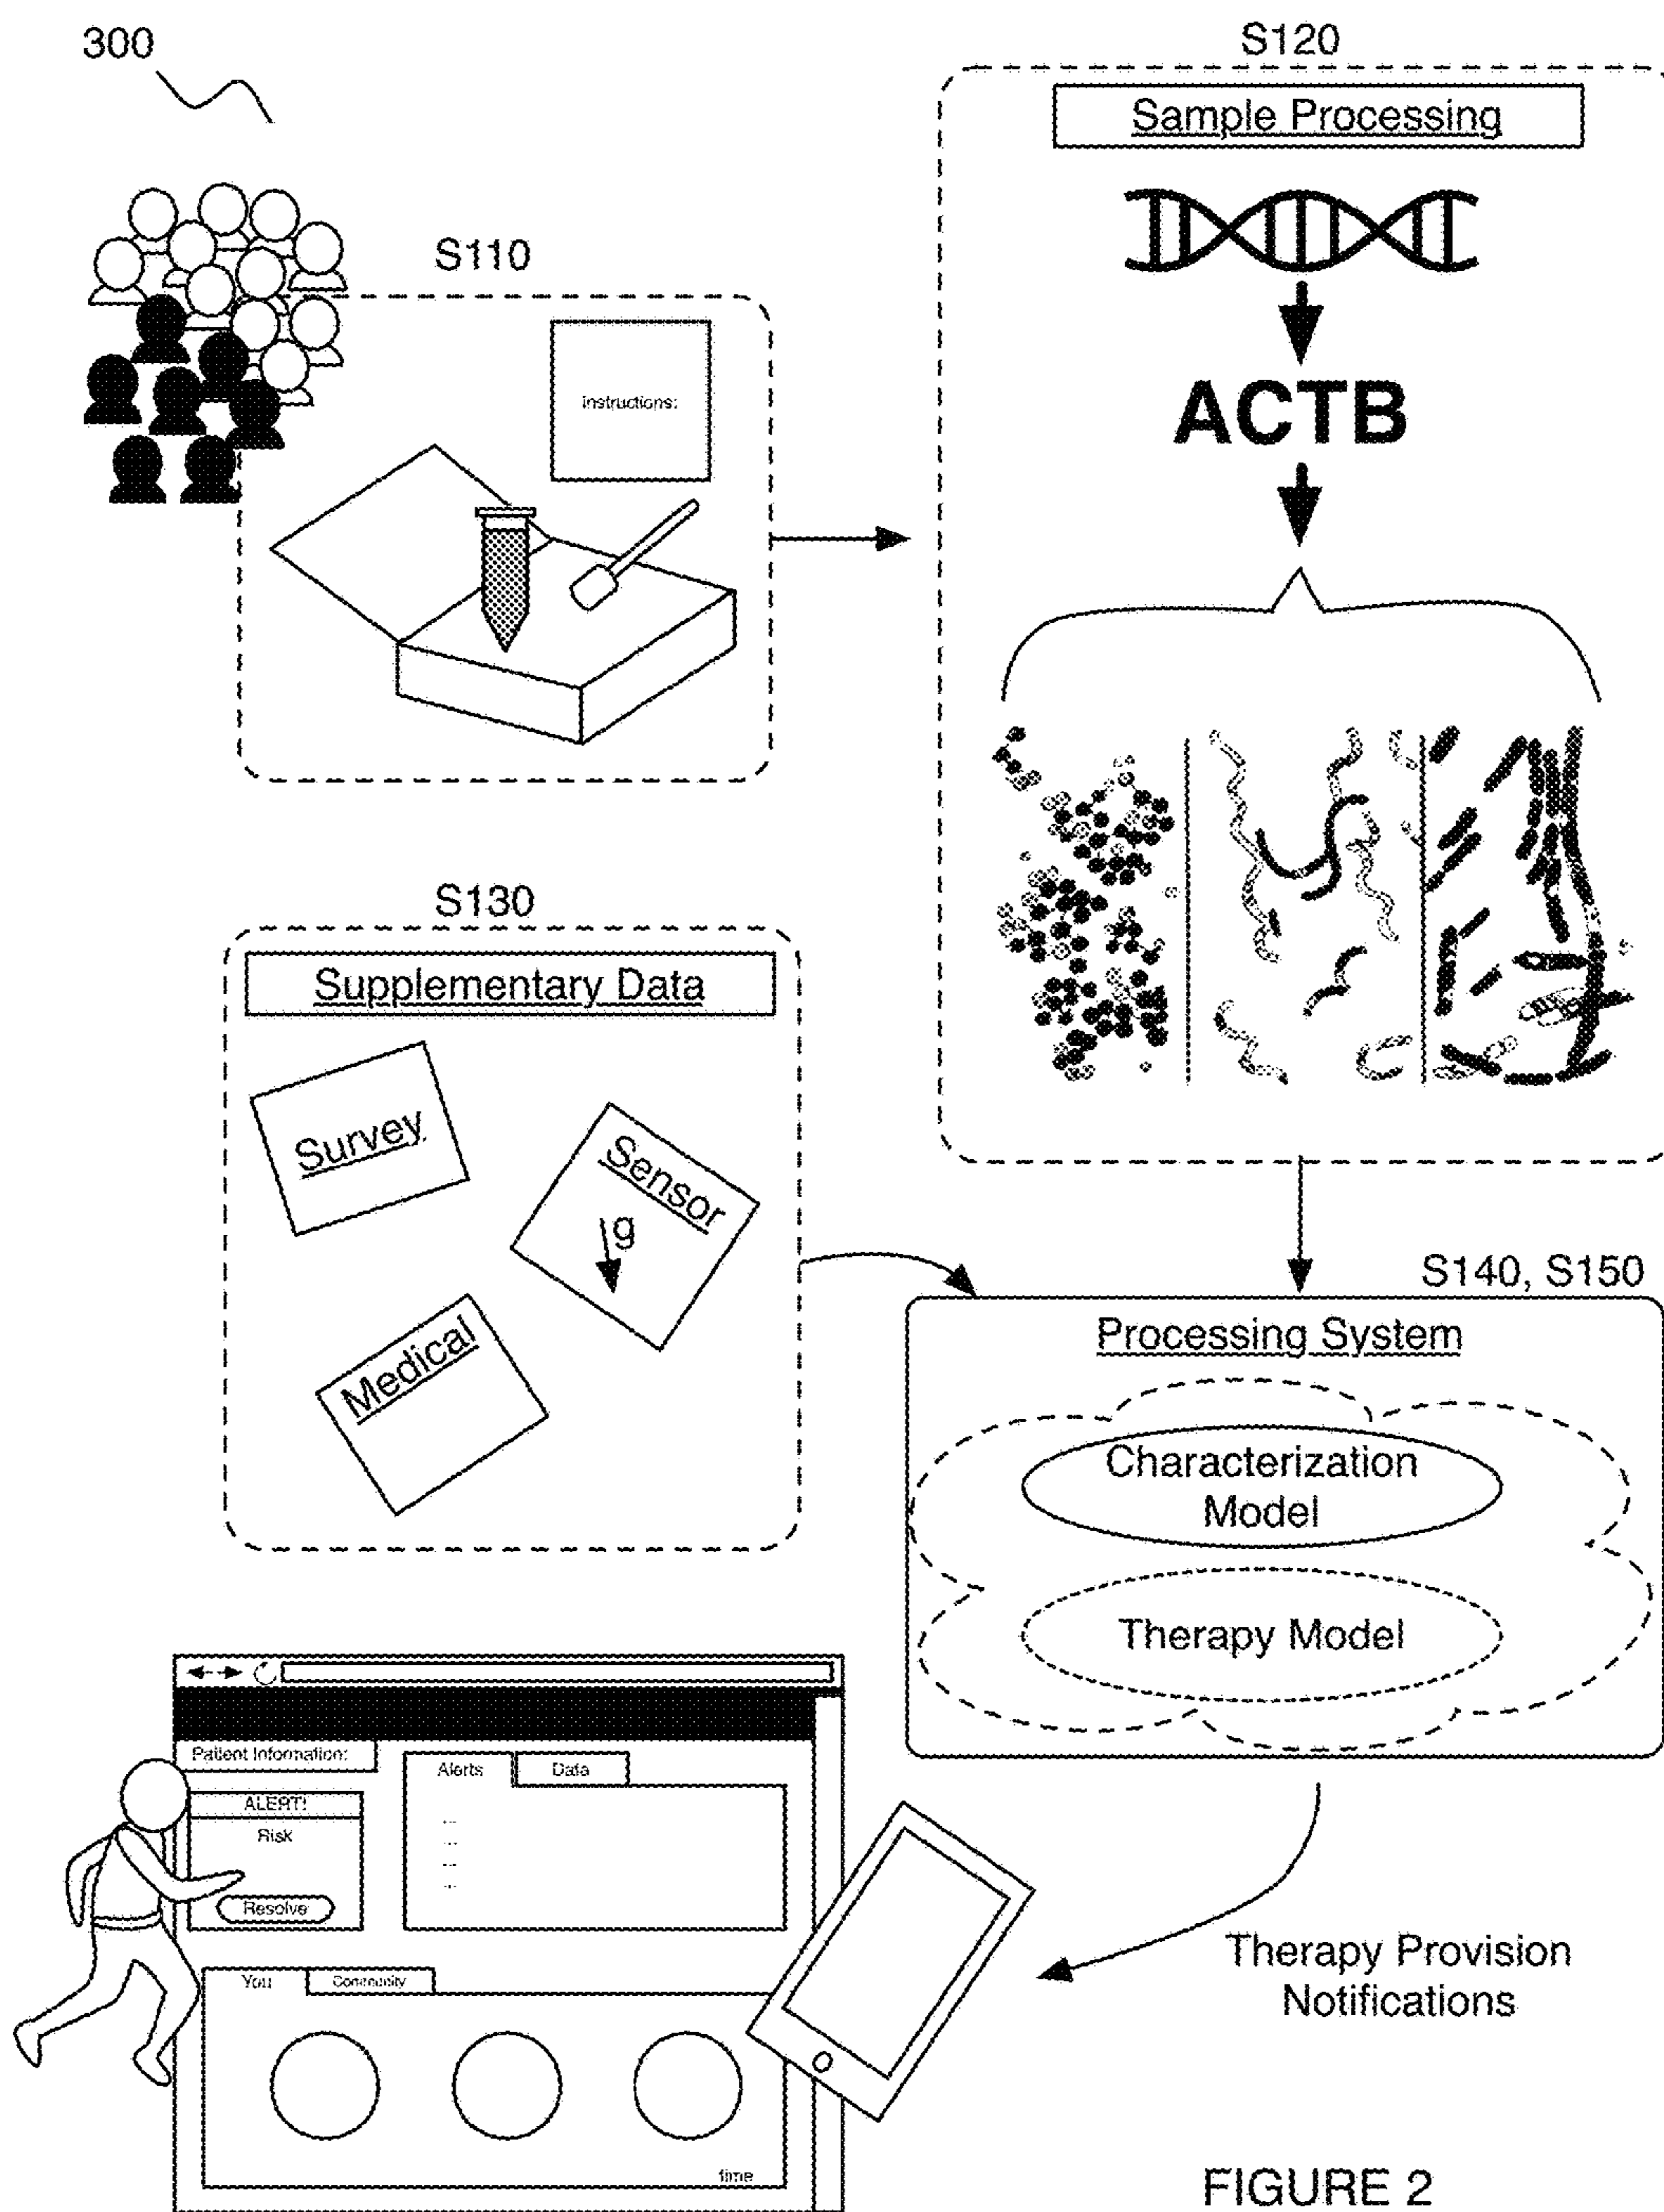 300
S120
Sample Processing
S110
instructions:
ACTB
S130
Supplementary Data
Survey
Sensor
g
Medical
S140, S150
Processing System
Characterization
Model
Therapy Model
Patient Information:
Alerts
Data
ALERT!
Risk
...
...
...
...
Resolve
Therapy Provision
Notifications
You
Community
time
FIGURE 2